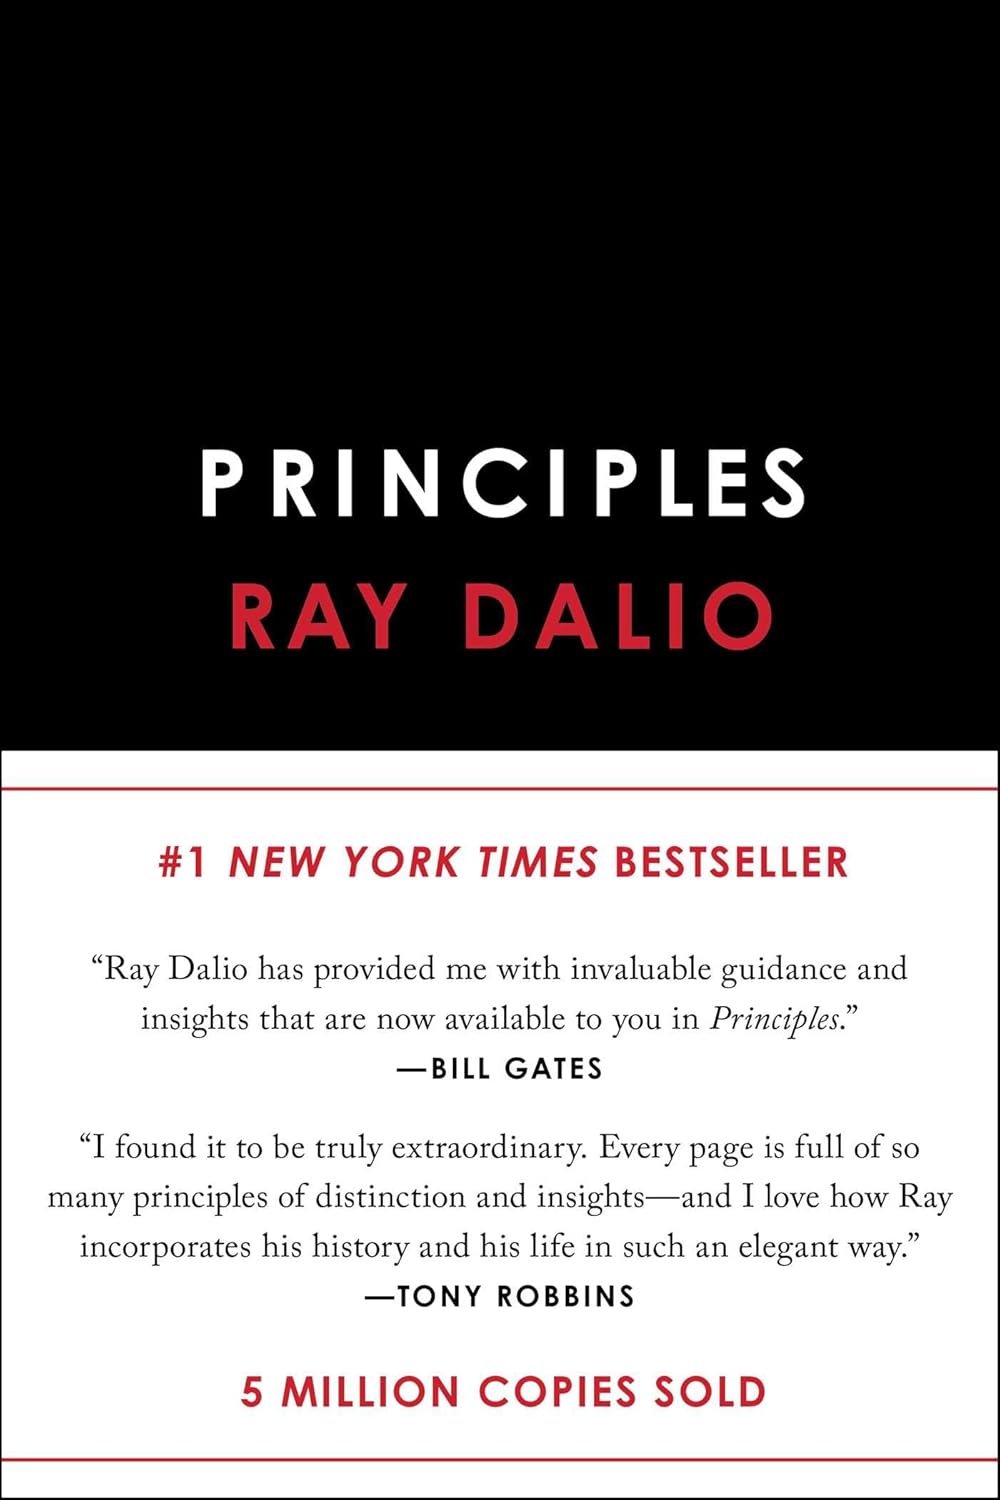 PRINCIPLES
RAY DALIO
#1 NEW YORK TIMES BESTSELLER
“Ray Dalio has provided me with invaluable guidance and
insights that are now available to you in Principles.”
—BILL GATES
“I found it to be truly extraordinary. Every page is full of so
many principles of distinction and insights—and I love how Ray
incorporates his history and his life in such an elegant way.”
—TONY ROBBINS
5 MILLION COPIES SOLD